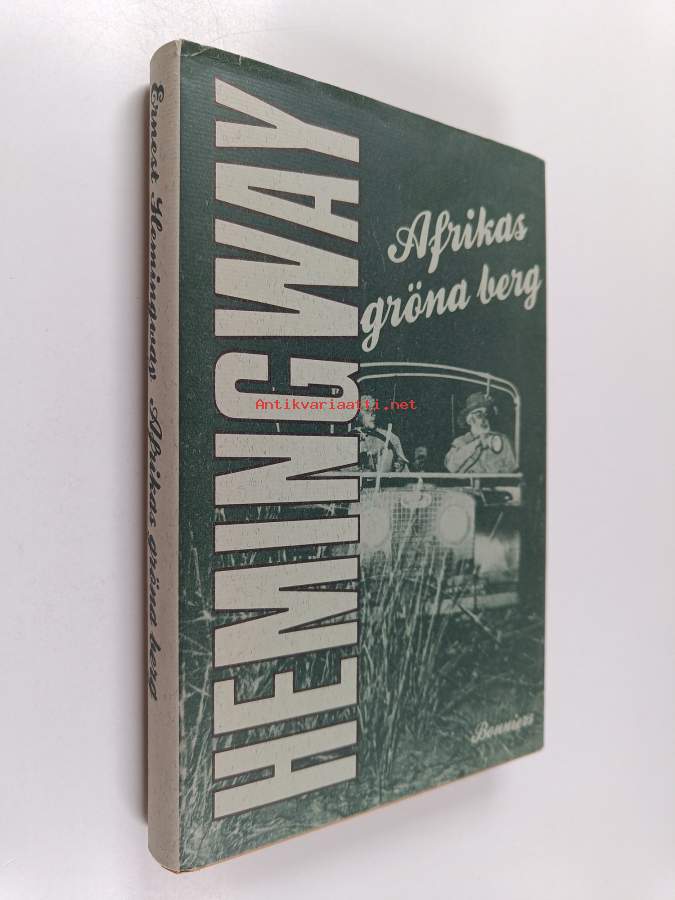 Ernest Hemingway Afrikas gröna berg
HEMINGWAY
Afrikas
gröna berg
Antikvariaatti.net
Bonniers